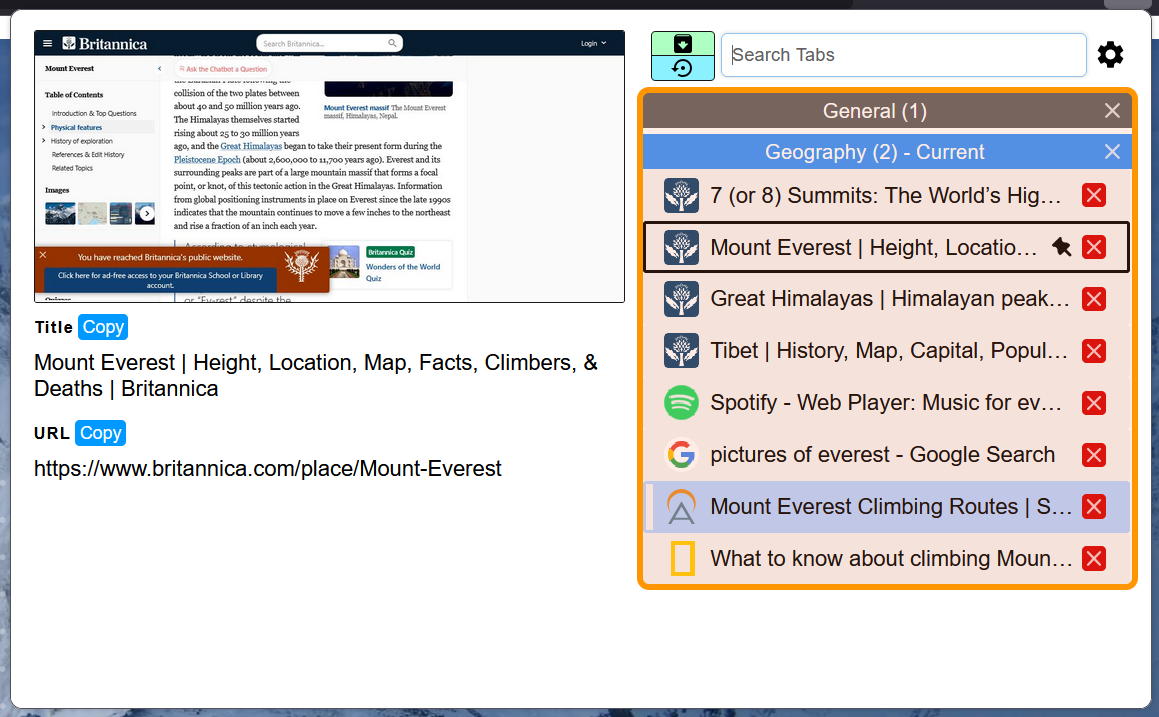 Britannica
Search Britannica...
Login
Mount Everest
Ask the Chatbot a Question
Table of Contents
Introduction & Top Questions
Physical features
History of exploration
References & Edit History
Related Topics
Images
collision of the two plates between
about 40 and 50 million years ago.
The Himalayas themselves started
rising about 25 to 30 million years
ago, and the Great Himalayas began to take their present form during the
Pleistocene Epoch (about 2,600,000 to 11,700 years ago). Everest and its
surrounding peaks are part of a large mountain massif that forms a focal
point, or knot, of this tectonic action in the Great Himalayas. Information
from global positioning instruments in place on Everest since the late 1990s
indicates that the mountain continues to move a few inches to the northeast
and rise a fraction of an inch each year.
Mount Everest massif The Mount Everest
massif, Himalayas, Nepal.
You have reached Britannica's public website.
Click here for ad-free access to your Britannica School or Library
account.
Britannica Quiz
Wonders of the World
Quiz
or "Ev-rest" despite the
Title Copy
Mount Everest | Height, Location, Map, Facts, Climbers, &
Deaths | Britannica
URL Copy
https://www.britannica.com/place/Mount-Everest
Search Tabs
General (1)
Geography (2) - Current
7 (or 8) Summits: The World’s Hig…
Mount Everest | Height, Locatio…
Great Himalayas | Himalayan peak…
Tibet | History, Map, Capital, Popul…
Spotify - Web Player: Music for ev…
pictures of everest - Google Search
Mount Everest Climbing Routes | S…
What to know about climbing Moun…